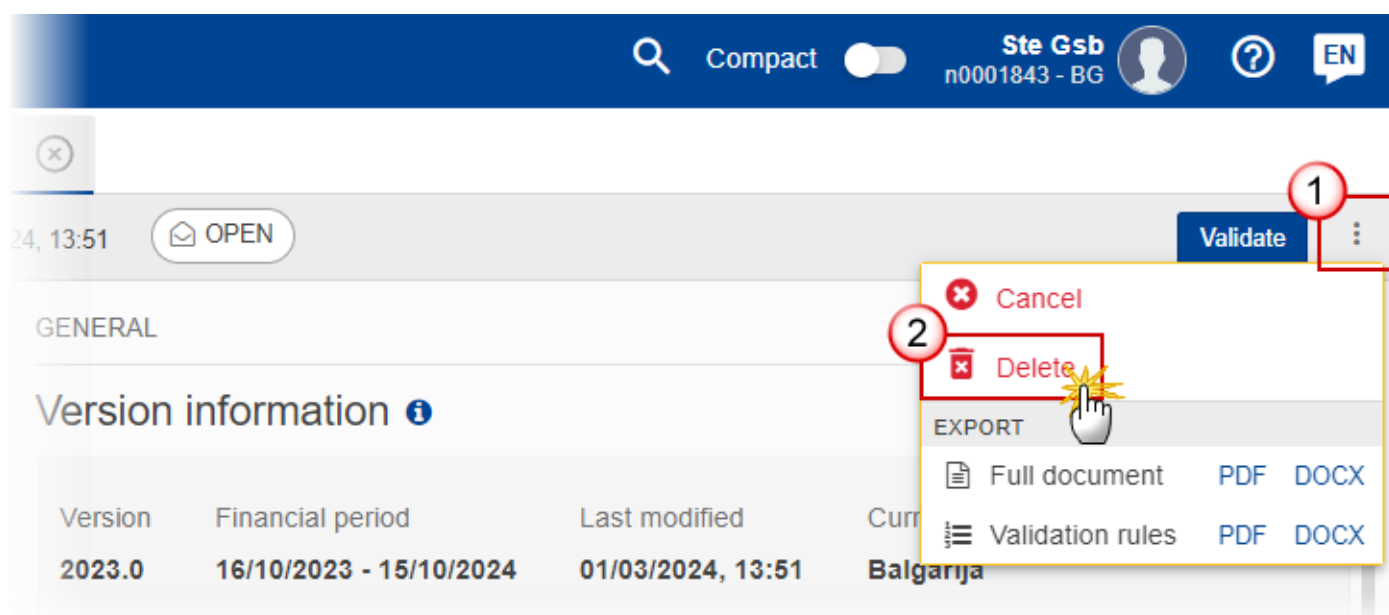 Compact
Ste Gsb
n0001843 - BG
EN
1
24, 13:51
OPEN
Validate
Cancel
GENERAL
2
Delete
Version information
EXPORT
Full document PDF DOCX
Version Financial period Last modified Curr
Validation rules PDF DOCX
2023.0 16/10/2023 - 15/10/2024 01/03/2024, 13:51 Balgarija